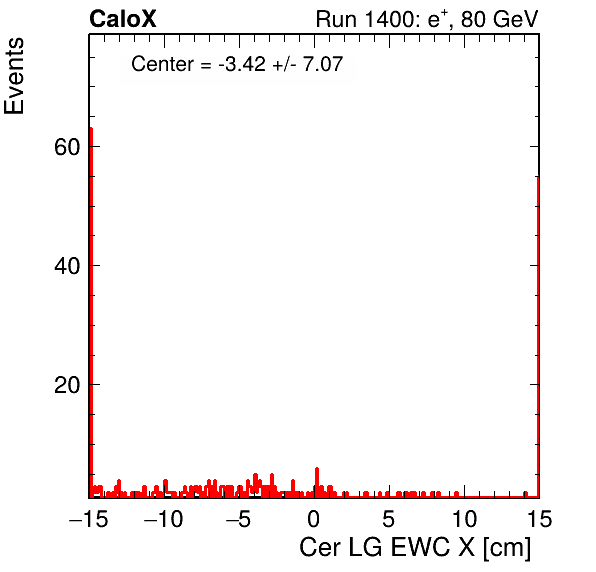 CaloX
Run 1400: e+, 80 GeV
Center = -3.42 +/- 7.07
Events
60
40
20
−15 −10 −5 0 5 10 15
Cer LG EWC X [cm]